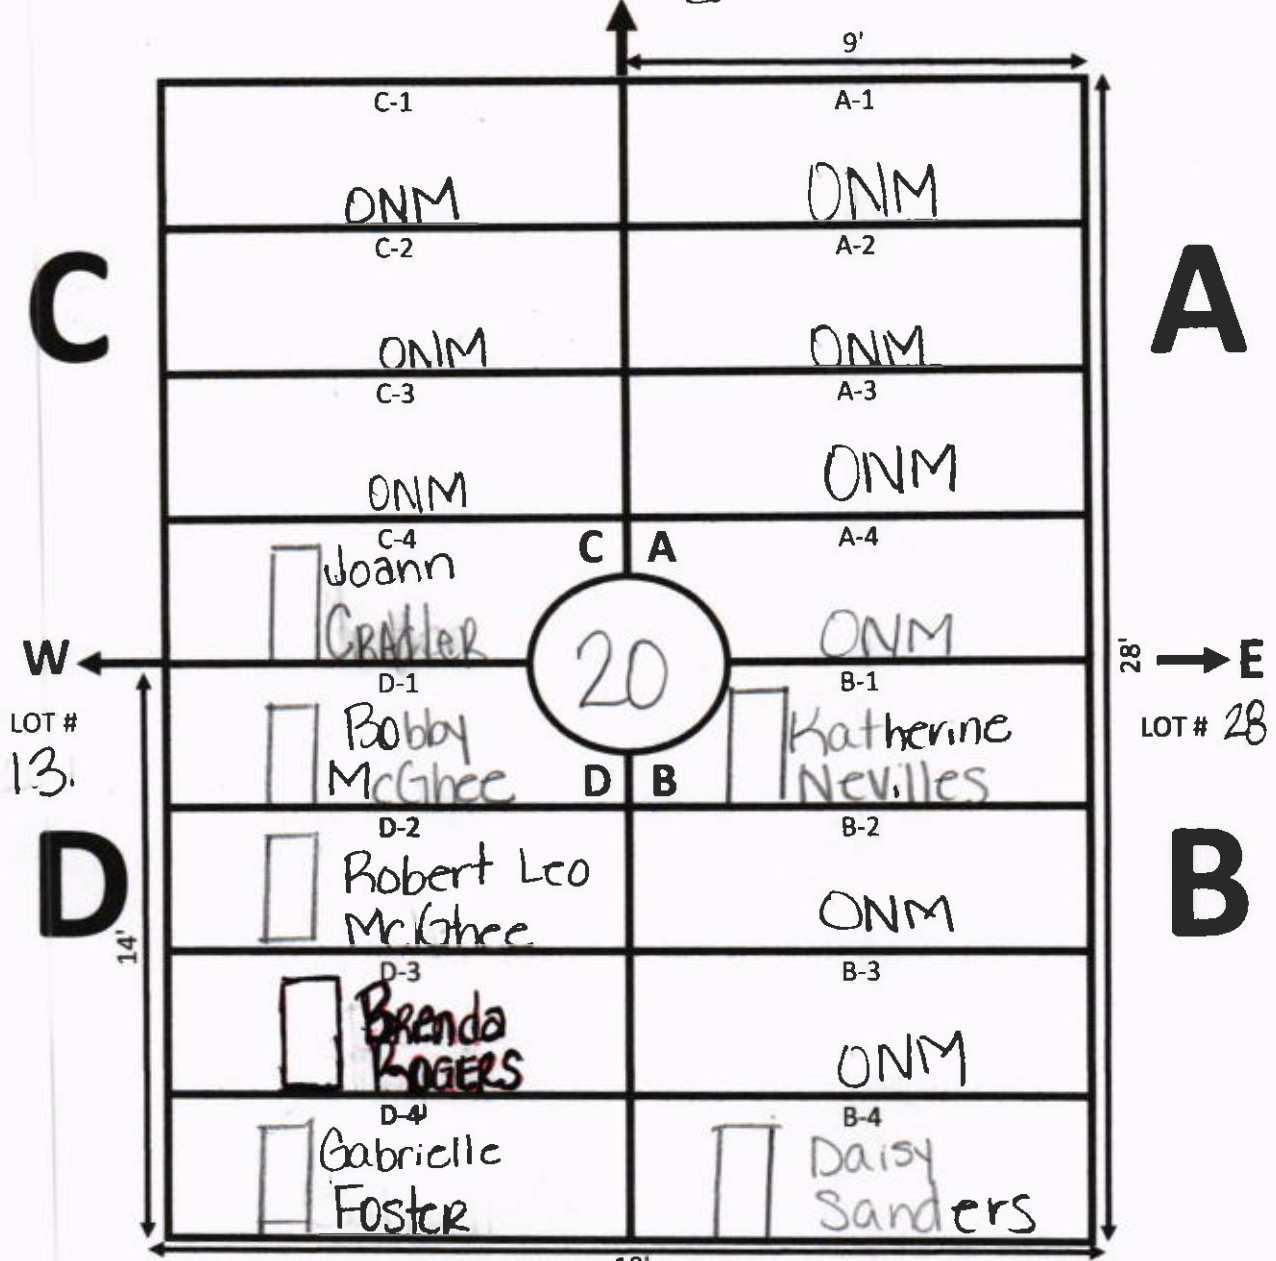 9'
C-1
A-1
ONM
ONM
C-2
A-2
ONM
ONM
C
A
C-3
A-3
ONM
ONM
C-4
C A
A-4
Joann
ONM
W
20
28'
E
D-1
B-1
LOT #
13.
Bobby
McGhee
Katherine
Nevilles
LOT # 28
D B
D-2
B-2
Robert Leo
McGhee
ONM
D
B
14'
D-3
B-3
Brenda
ROGERS
ONM
D-4
B-4
Gabrielle
Foster
Daisy
Sanders